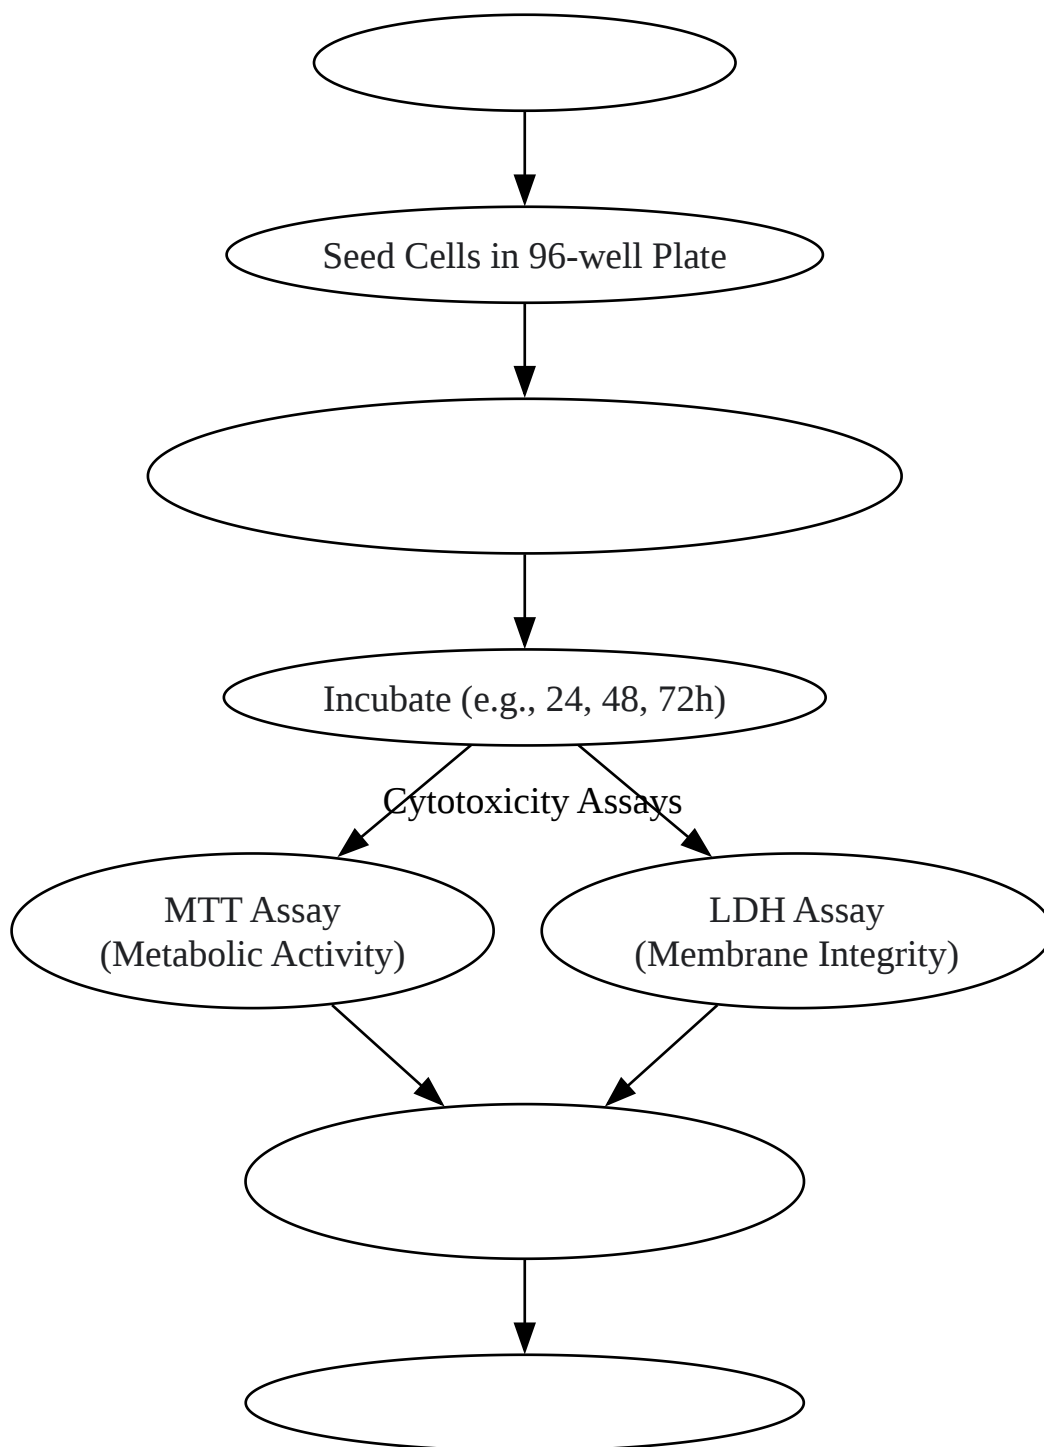 Seed Cells in 96-well Plate
Incubate (e.g., 24, 48, 72h)
Cytotoxicity Assays
MTT Assay
(Metabolic Activity)
LDH Assay
(Membrane Integrity)